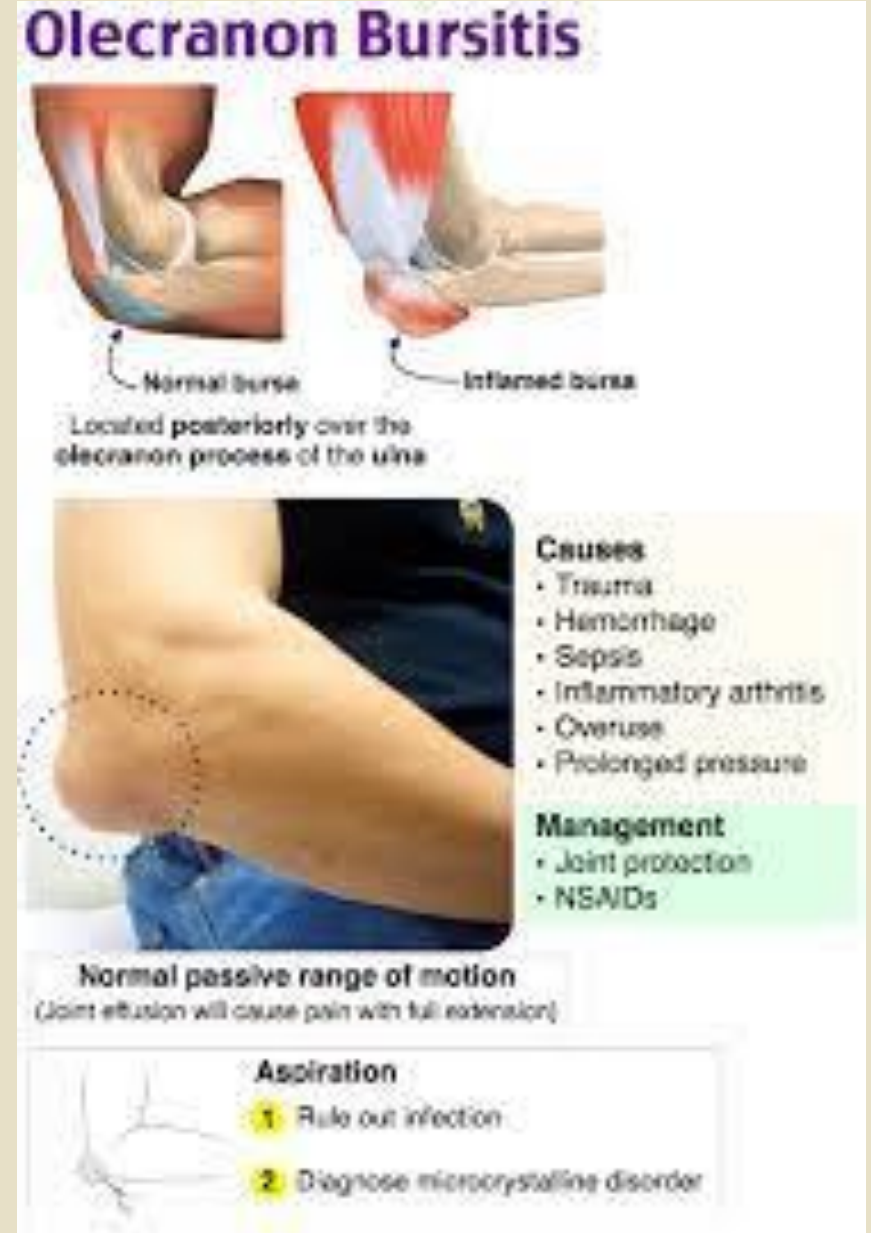 Olecranon Bursitis
Normal bursa
Inflamed bursa
Located posteriorly over the
olecranon process of the ulna
Causes
• Trauma
• Hemorrhage
• Sepsis
• Inflammatory arthritis
• Overuse
• Prolonged pressure
Management
• Joint protection
• NSAIDs
Normal passive range of motion
(Joint effusion will cause pain with full extension)
Aspiration
1 Rule out infection
2 Diagnose microcrystalline disorder